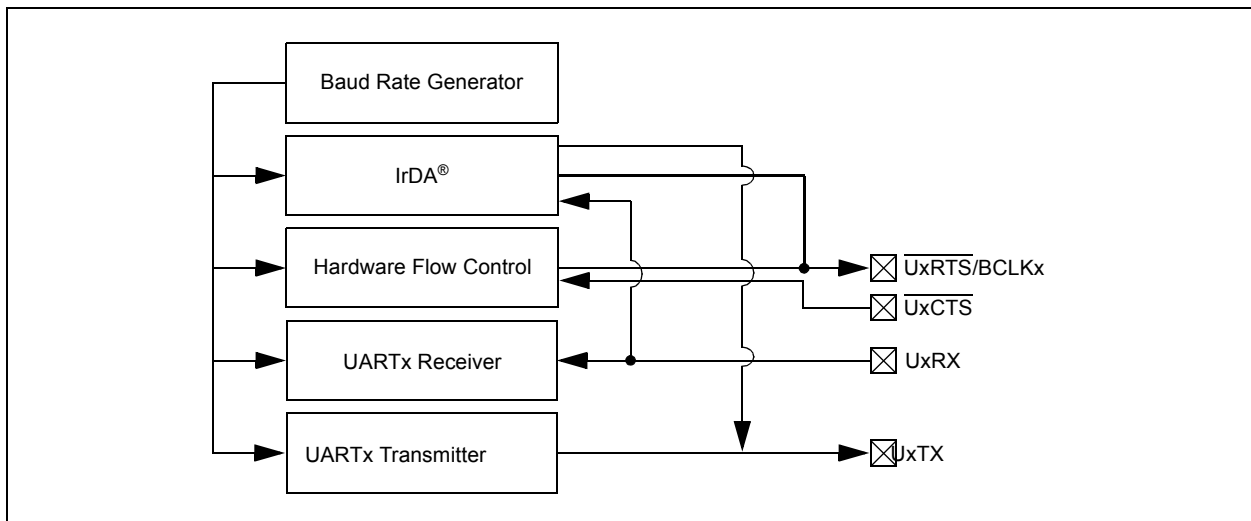 Baud Rate Generator
IrDA®
Hardware Flow Control
UxRTS/BCLKx
UxCTS
UARTx Receiver
UxRX
UARTx Transmitter
UxTX